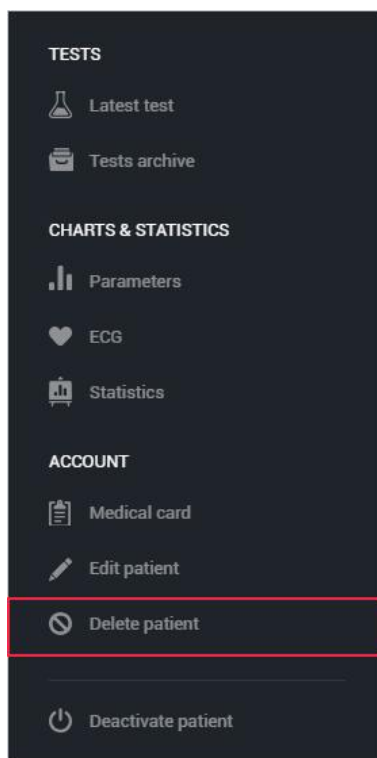 TESTS
Latest test
Tests archive
CHARTS & STATISTICS
Parameters
ECG
Statistics
ACCOUNT
Medical card
Edit patient
Delete patient
Deactivate patient